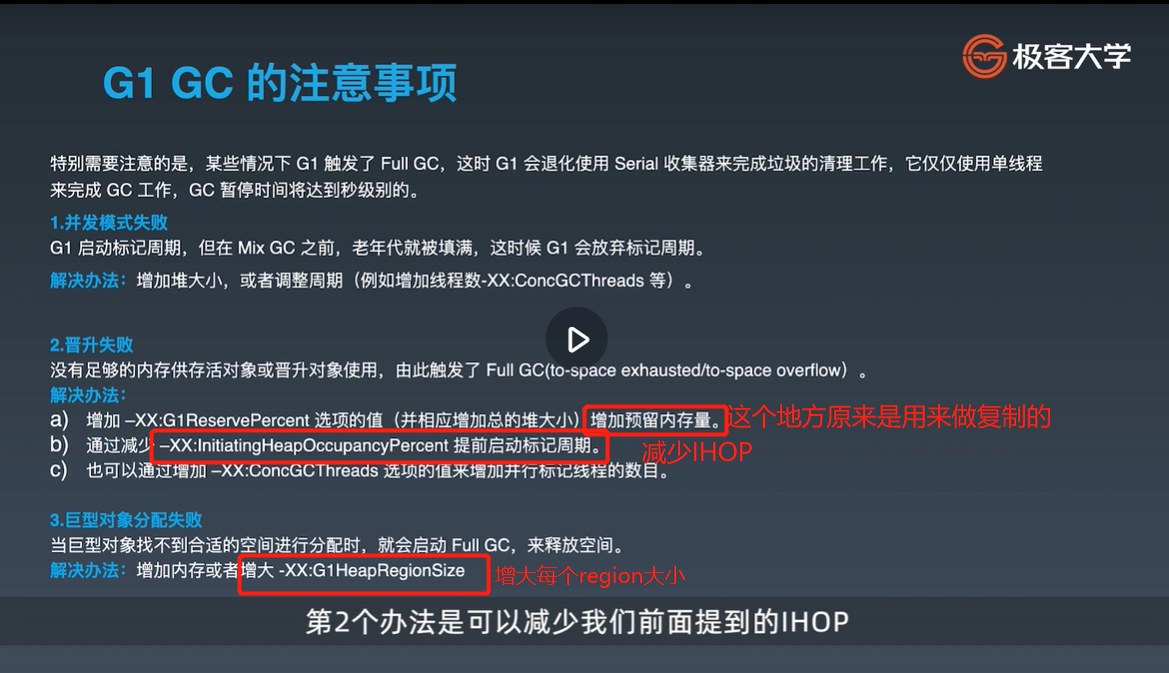 极客大学
G1 GC 的注意事项
特别需要注意的是，某些情况下 G1 触发了 Full GC，这时 G1 会退化使用 Serial 收集器来完成垃圾的清理工作，它仅仅使用单线程
来完成 GC 工作，GC 暂停时间将达到秒级别的。
1.并发模式失败
G1 启动标记周期，但在 Mix GC 之前，老年代就被填满，这时候 G1 会放弃标记周期。
解决办法：增加堆大小，或者调整周期（例如增加线程数-XX:ConcGCThreads 等）。
2.晋升失败
没有足够的内存供存活对象或晋升对象使用，由此触发了 Full GC(to-space exhausted/to-space overflow）。
解决办法：
a) 增加 –XX:G1ReservePercent 选项的值（并相应增加总的堆大小）增加预留内存量。这个地方原来是用来做复制的
b) 通过减少 –XX:InitiatingHeapOccupancyPercent 提前启动标记周期。 减少IHOP
c) 也可以通过增加 –XX:ConcGCThreads 选项的值来增加并行标记线程的数目。
3.巨型对象分配失败
当巨型对象找不到合适的空间进行分配时，就会启动 Full GC，来释放空间。
解决办法：增加内存或者增大 -XX:G1HeapRegionSize 增大每个region大小
第2个办法是可以减少我们前面提到的IHOP